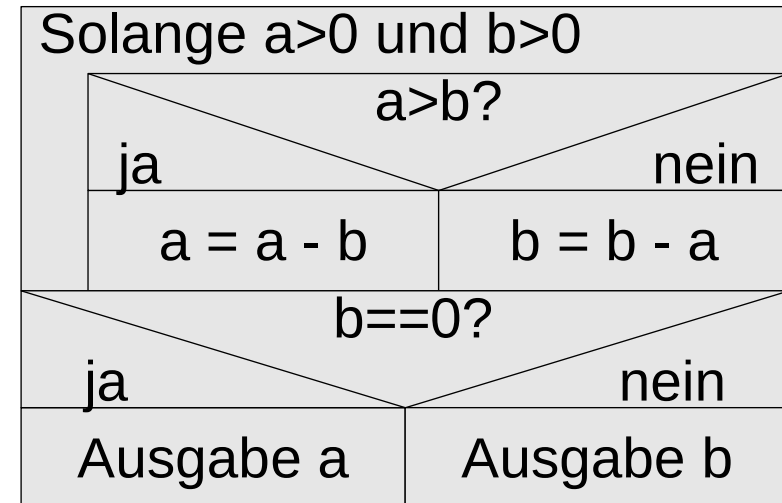 Solange a>0 und b>0
a>b?
ja nein
a = a - b b = b - a
b==0?
ja nein
Ausgabe a Ausgabe b